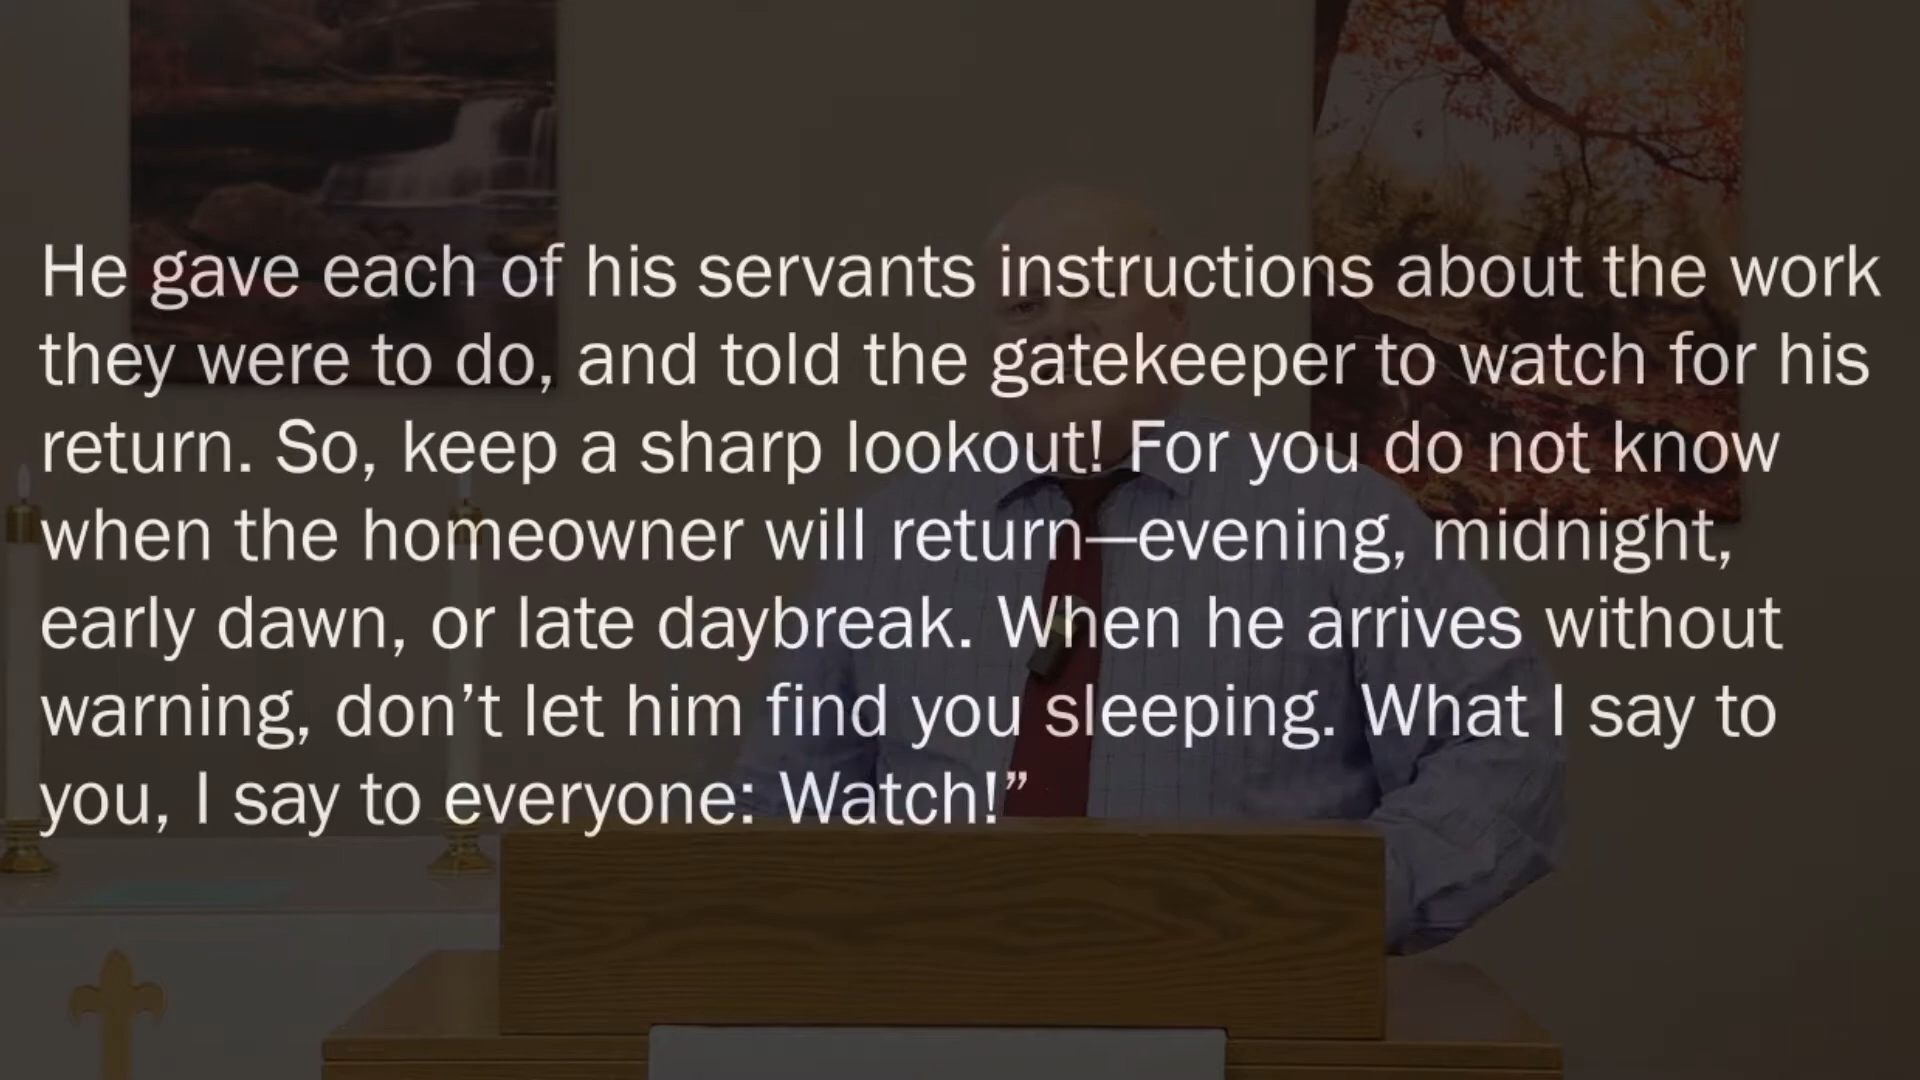 He gave each of his servants instructions about the work
they were to do, and told the gatekeeper to watch for his
return. So, keep a sharp lookout! For you do not know
when the homeowner will return—evening, midnight,
early dawn, or late daybreak. When he arrives without
warning, don’t let him find you sleeping. What I say to
you, I say to everyone: Watch!”